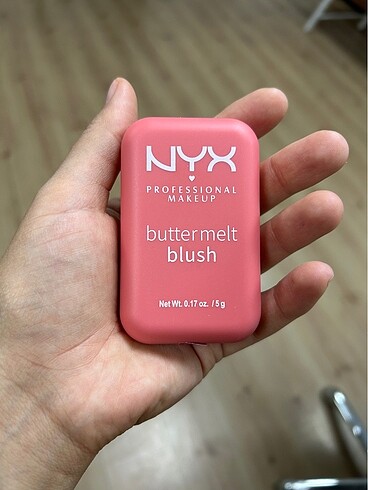 NYX
PROFESSIONAL
MAKEUP
buttermelt
blush
Net Wt. 0.17 oz. / 5 g